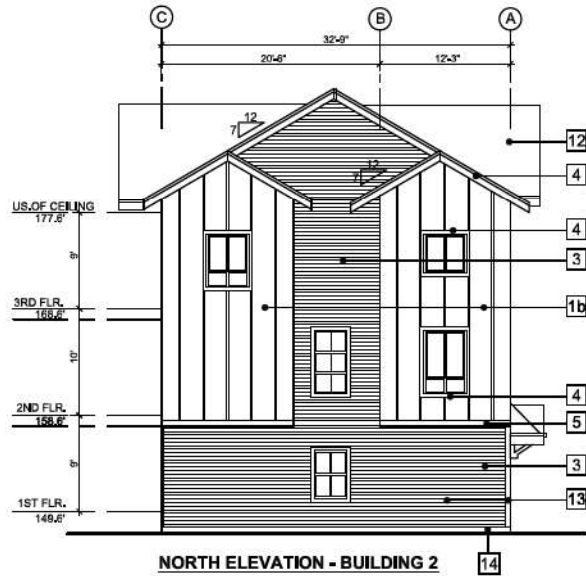 C
B
A
32'-9"
20'-6"
12'-3"
12
7
12
7
12
4
US.OF CEILING
177.6'
4
3
9'
3RD FLR.
168.6'
1b
10'
4
2ND FLR.
158.6'
5
9'
3
1ST FLR.
149.6'
13
NORTH ELEVATION - BUILDING 2
14